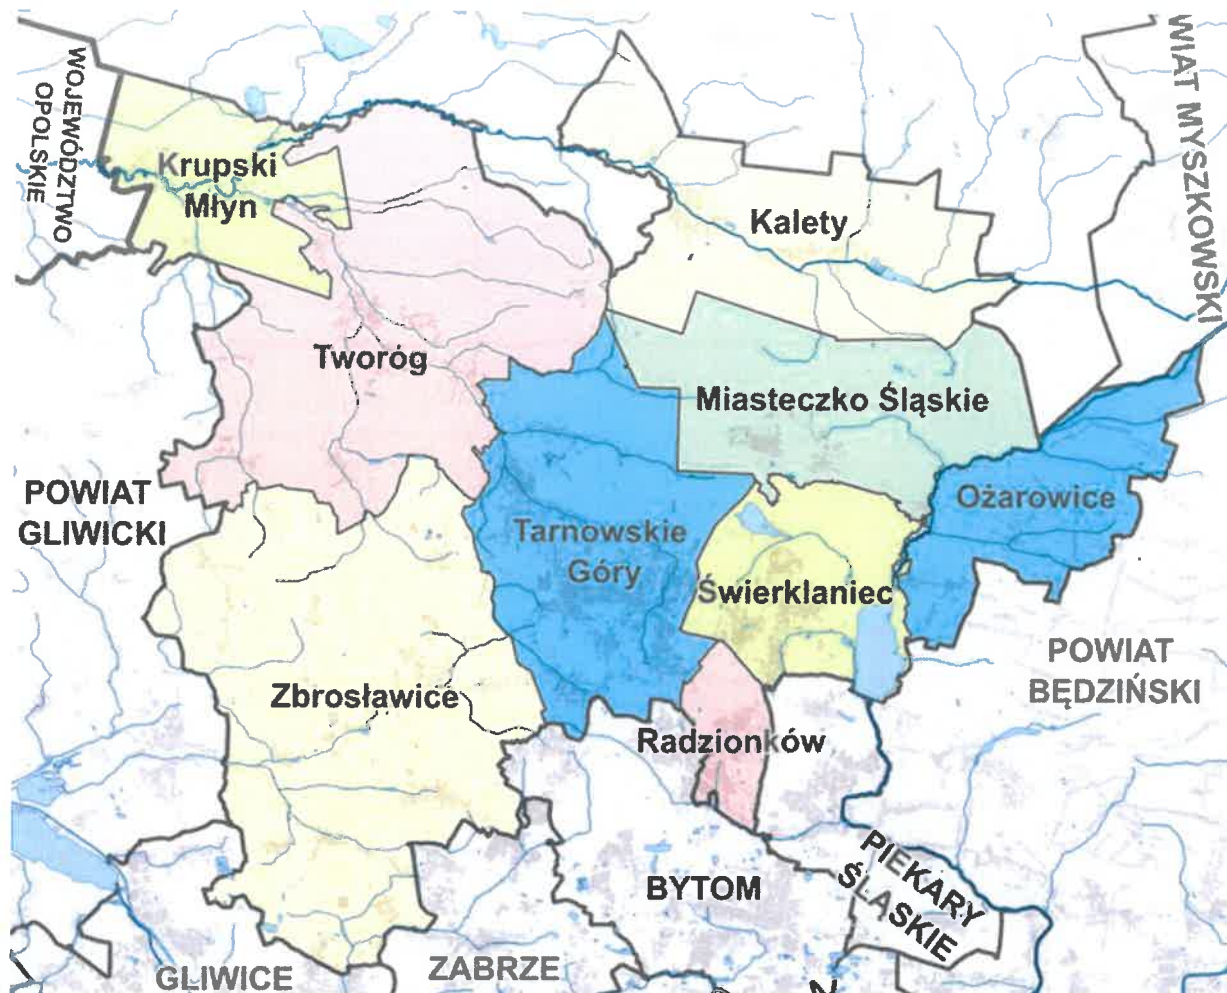 WOJEWÓDZTWO
OPOLSKIE
WIAT MYSZKOWSKI
Krupski
Młyn
Kalety
Tworóg
Miasteczko Śląskie
POWIAT
GLIWICKI
Ożarowice
Tarnowskie
Góry
Świerklaniec
POWIAT
BĘDZIŃSKI
Zbrosławice
Radzionków
PIEKARY
ŚLĄSKIE
BYTOM
GLIWICE
ZABRZE